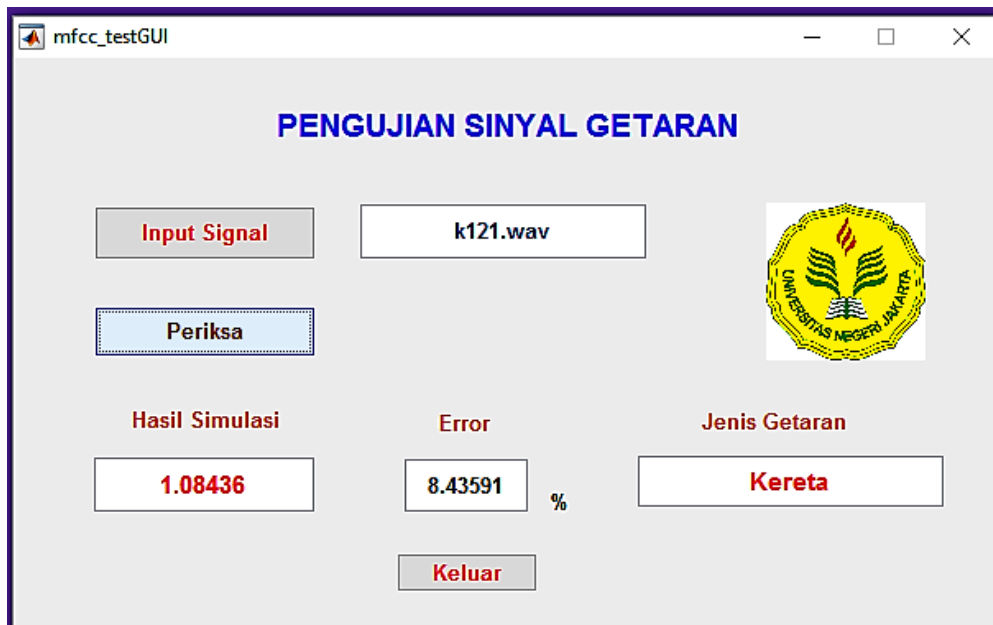 mfcc_testGUI
PENGUJIAN SINYAL GETARAN
Input Signal
k121.wav
UNIVERSITAS NEGERI JAKARTA
Periksa
Hasil Simulasi
Error
Jenis Getaran
1.08436
8.43591
%
Kereta
Keluar